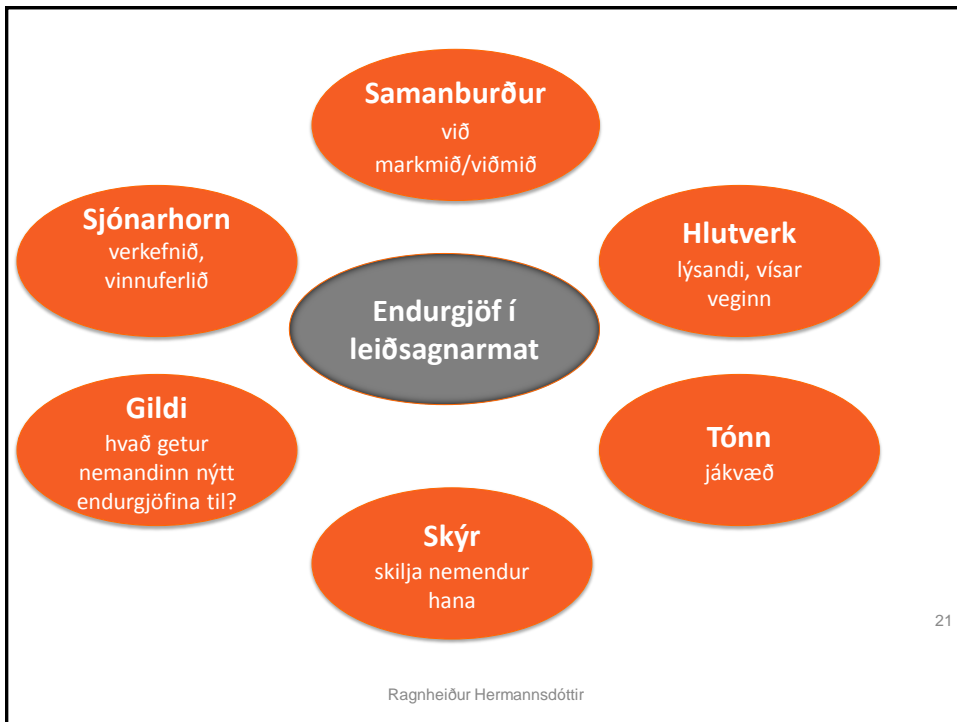 Samanburður
við
markmið/viðmið
Sjónarhorn
verkefnið,
vinnuferlið
Hlutverk
lýsandi, vísar
veginn
Endurgjöf í
leiðsagnarmat
Gildi
hvað getur
nemandinn nýtt
endurgjöfina til?
Tónn
jákvæð
Skýr
skilja nemendur
hana
21
Ragnheiður Hermannsdóttir